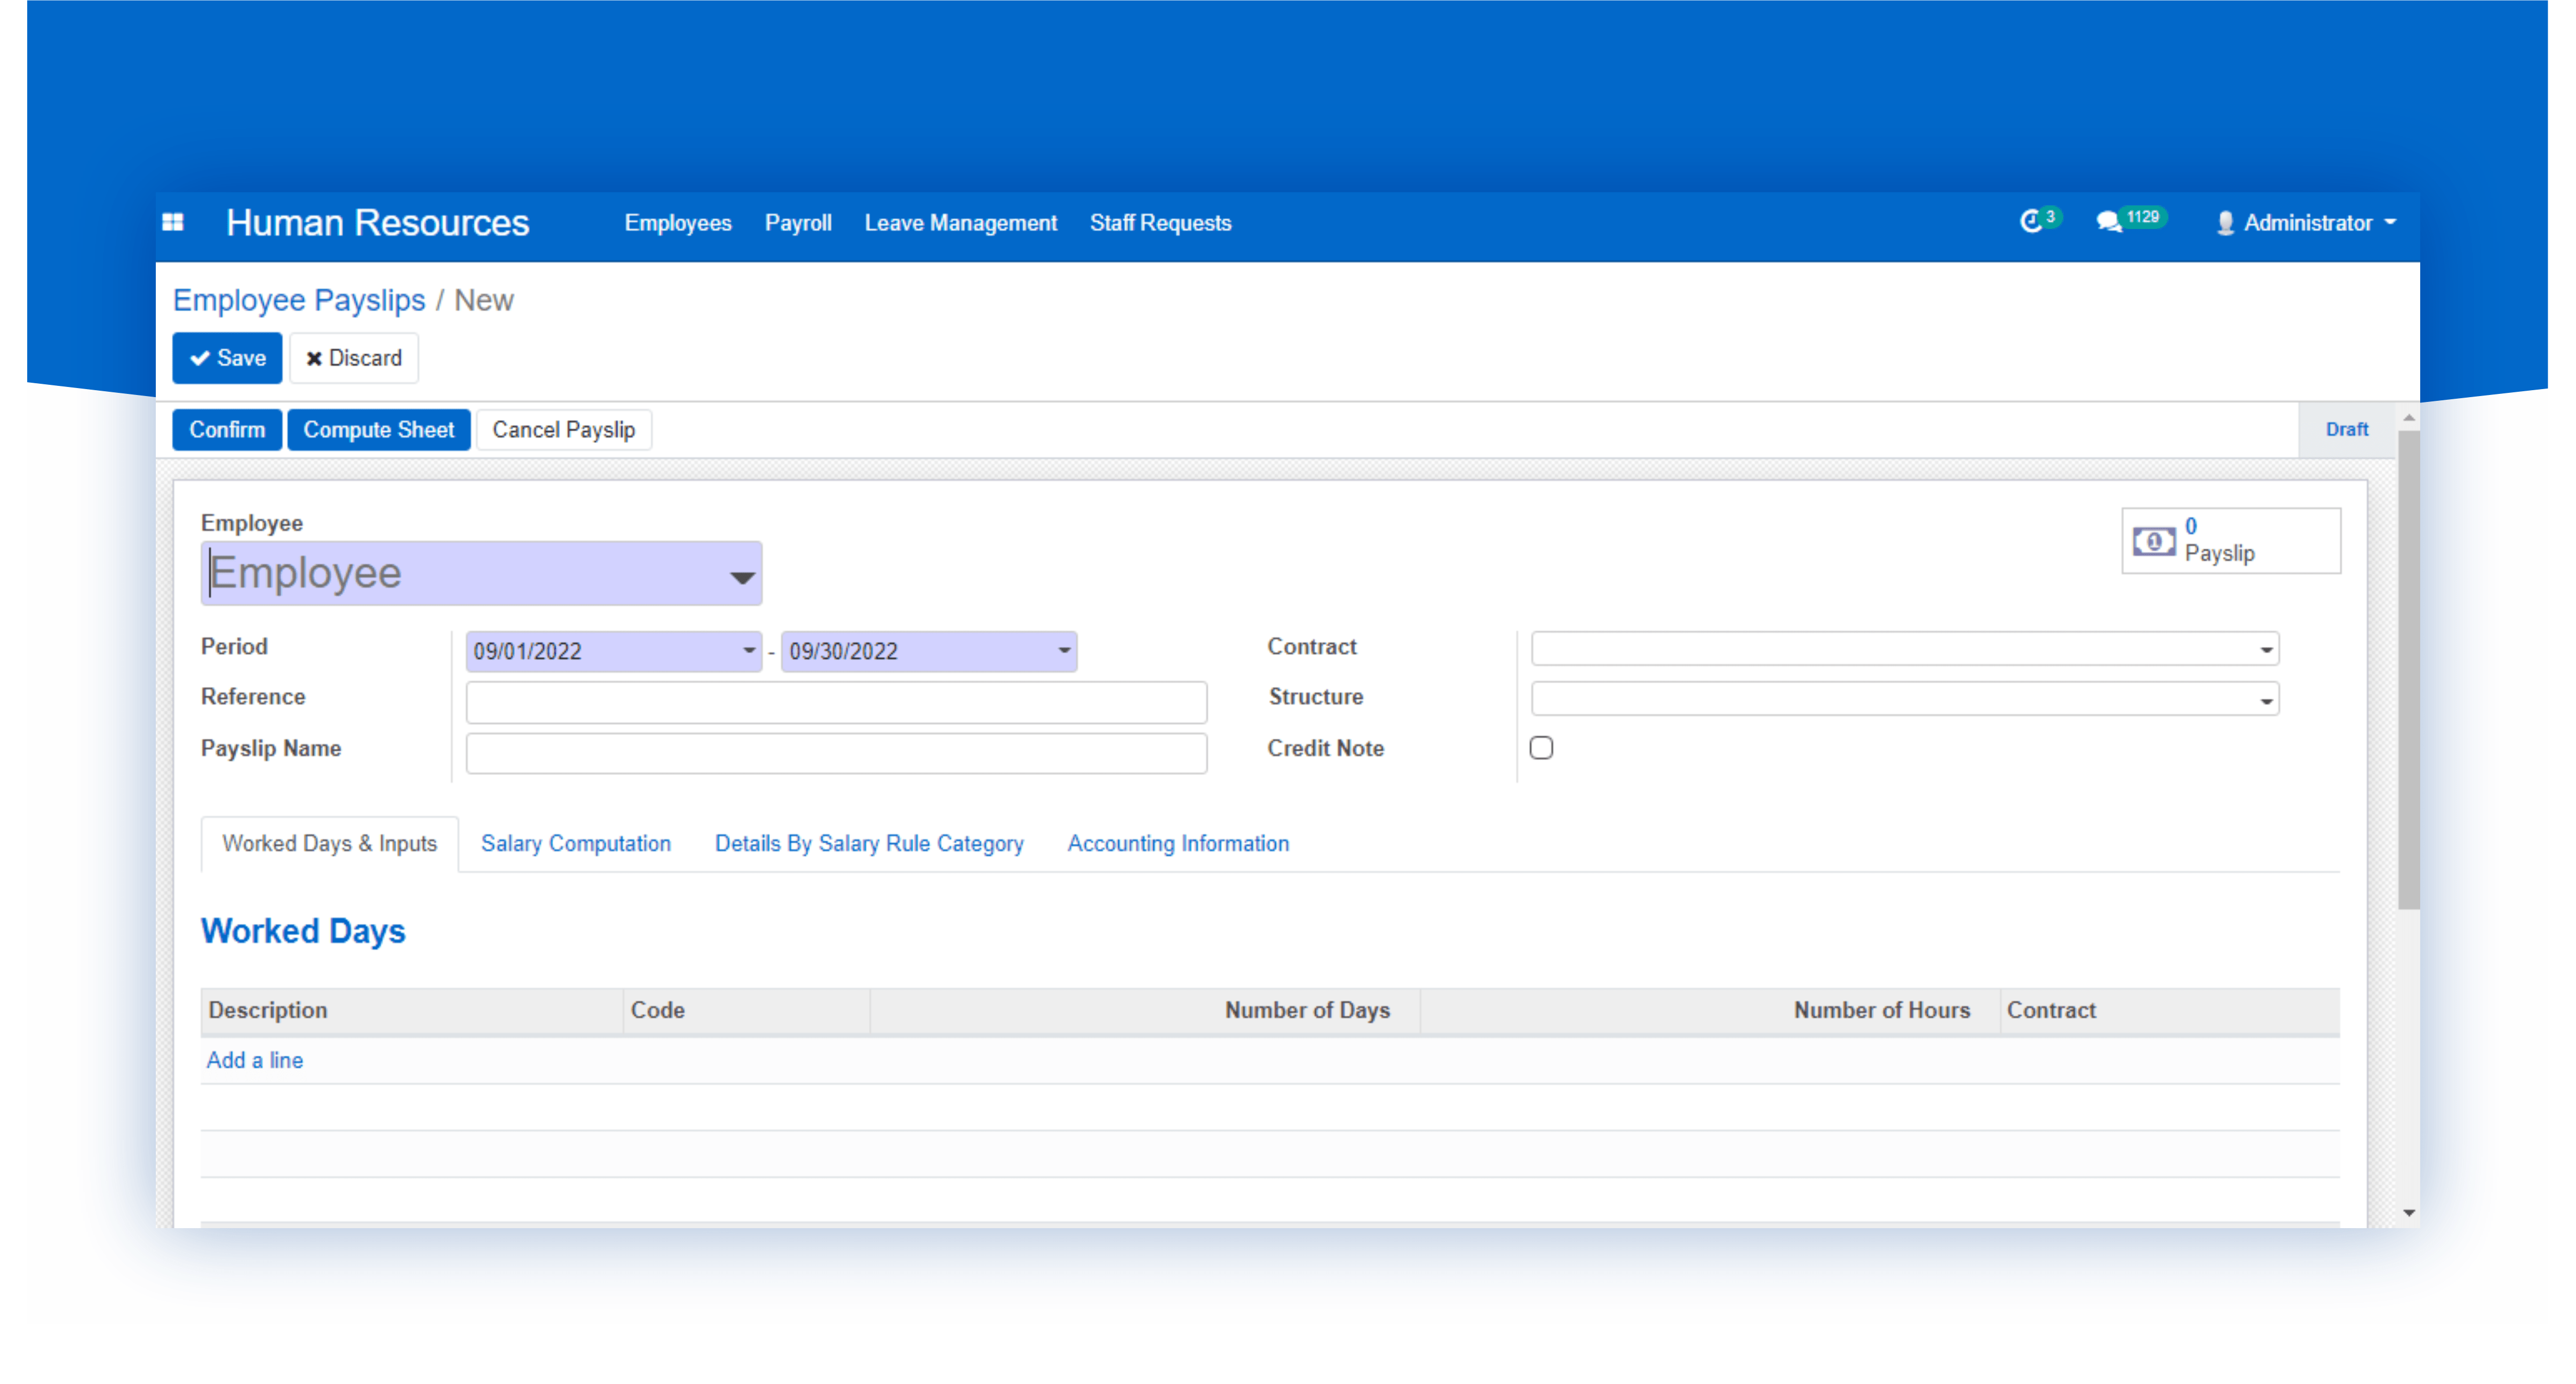 Human Resources Employees Payroll Leave Management Staff Requests 3 1129 Administrator
Employee Payslips / New
Save Discard
Confirm Compute Sheet Cancel Payslip Draft
Employee
Employee
0
Payslip
Period 09/01/2022 - 09/30/2022 Contract
Reference Structure
Payslip Name Credit Note
Worked Days & Inputs Salary Computation Details By Salary Rule Category Accounting Information
Worked Days
Description Code Number of Days Number of Hours Contract
Add a line